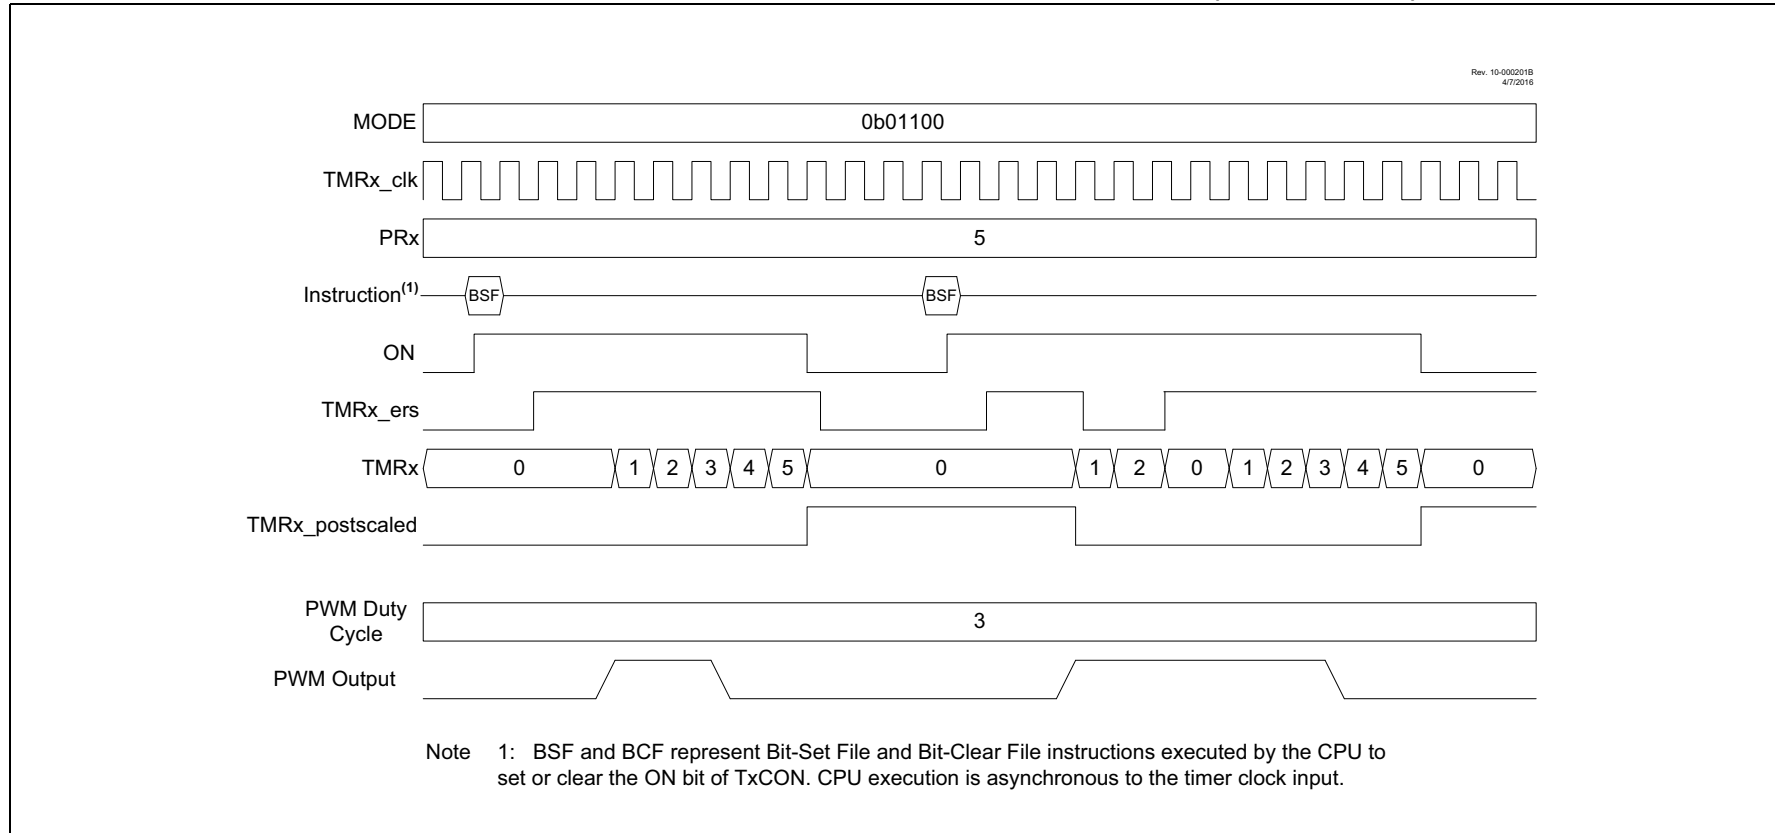 Rev. 10-000201B
4/7/2016
MODE 0b01100
TMRx_clk
PRx 5
Instruction(1) BSF BSF
ON
TMRx_ers
TMRx 0 1 2 3 4 5 0 1 2 0 1 2 3 4 5 0
TMRx_postscaled
PWM Duty
Cycle 3
PWM Output
Note 1: BSF and BCF represent Bit-Set File and Bit-Clear File instructions executed by the CPU to
set or clear the ON bit of TxCON. CPU execution is asynchronous to the timer clock input.